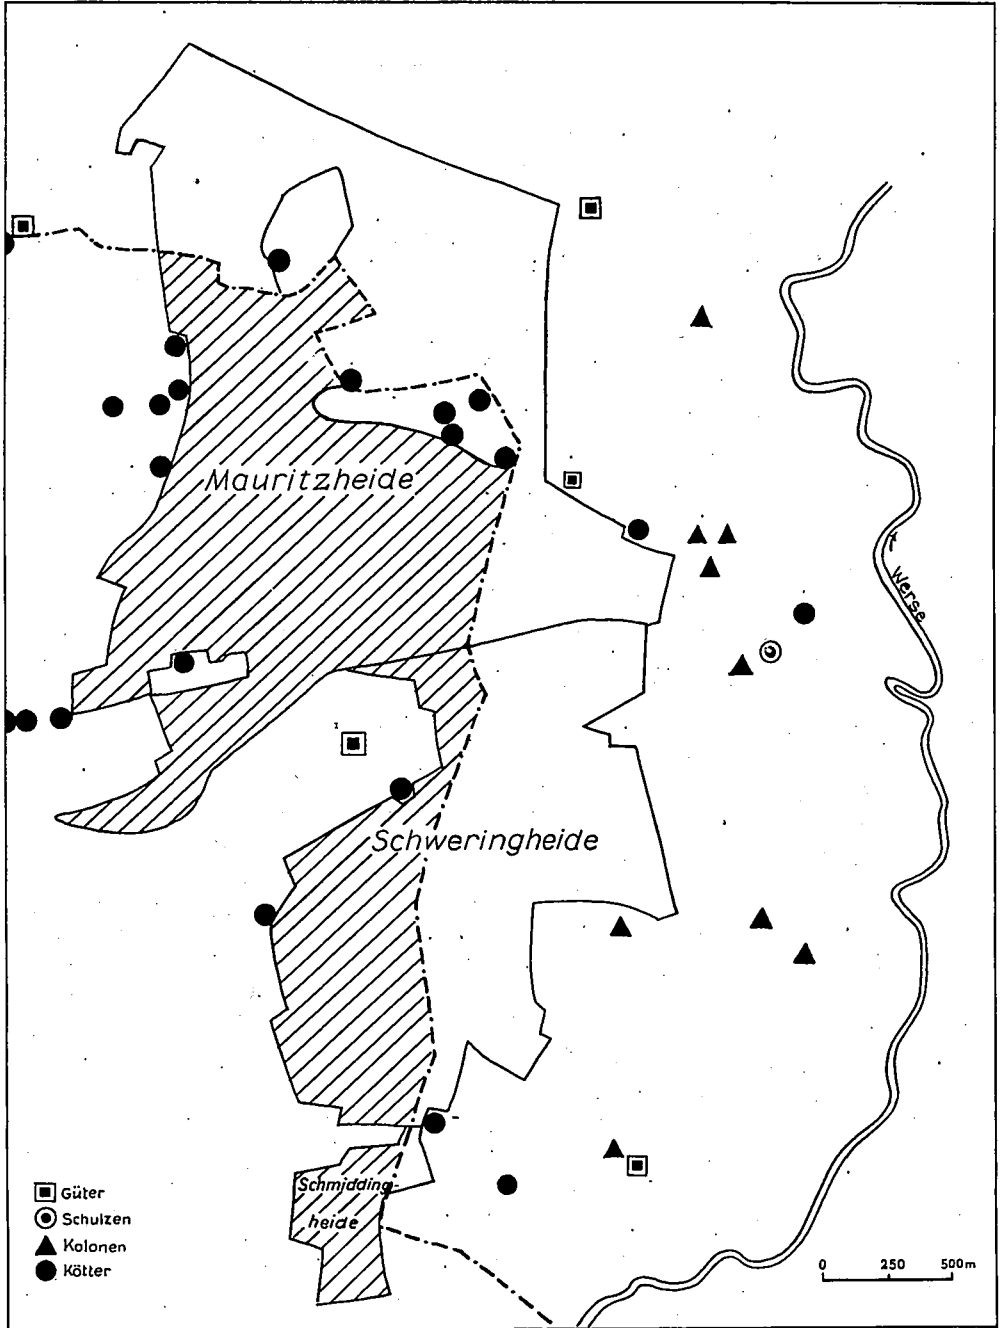 Mauritzheide
Werse
Schweringheide
Schmidding-
heide
Güter
Schulzen
Kolonen
Kötter
0 250 500m